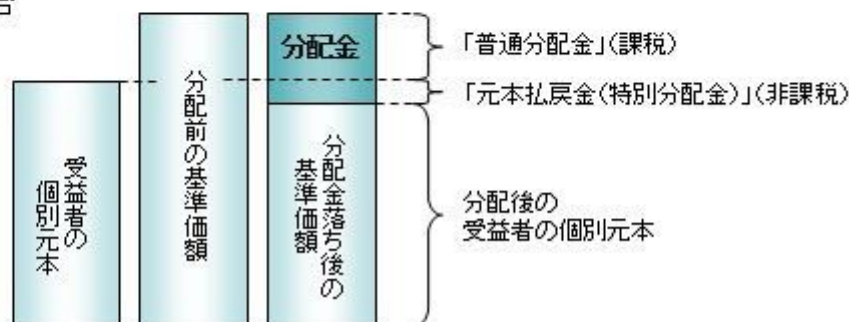 受益者の
個別元本
分配前の基準価額
分配金
分配金落ち後の
基準価額
「普通分配金」(課税)
「元本払戻金(特別分配金)」(非課税)
分配後の
受益者の個別元本